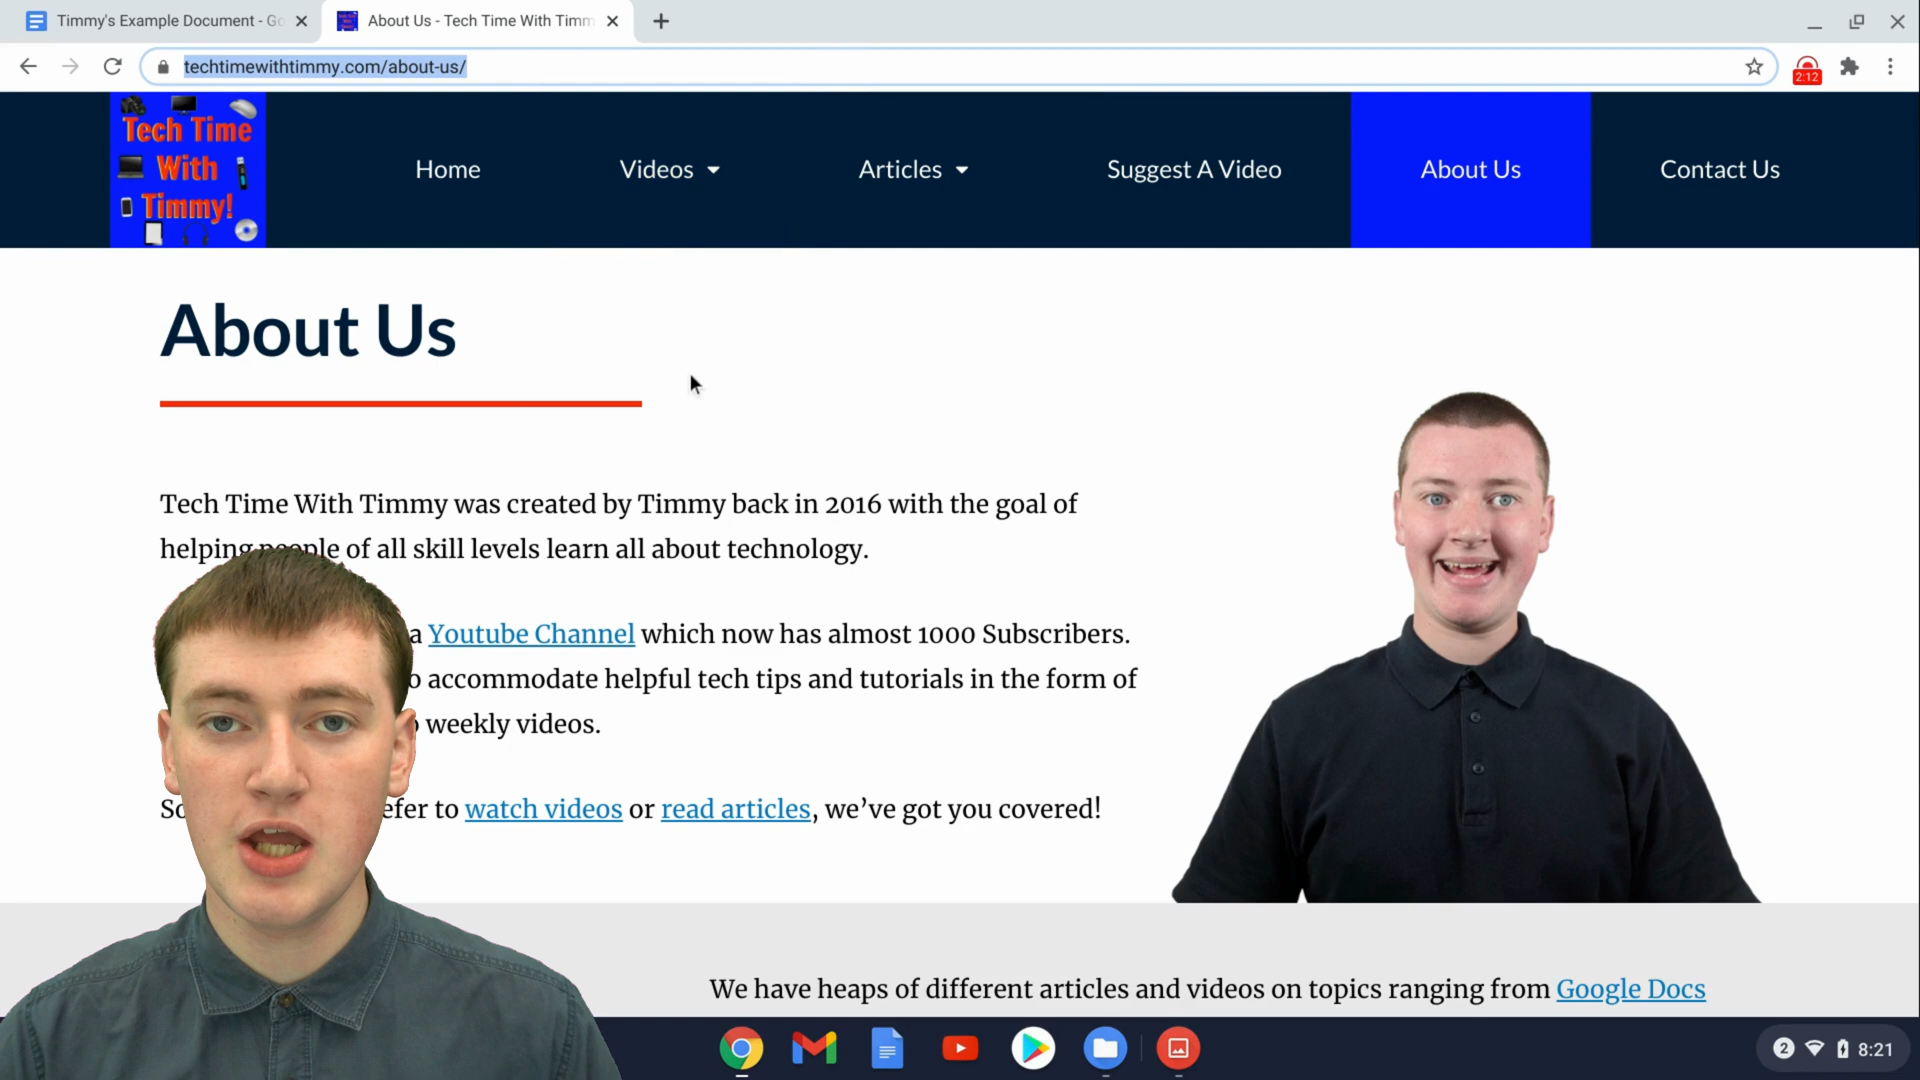 Timmy's Example Document - Go
About Us - Tech Time With Timm
techtimewithtimmy.com/about-us/
2:12
Tech Time
With
Timmy!
Home
Videos
Articles
Suggest A Video
About Us
Contact Us
About Us
Tech Time With Timmy was created by Timmy back in 2016 with the goal of
helping people of all skill levels learn all about technology.
a Youtube Channel which now has almost 1000 Subscribers.
o accommodate helpful tech tips and tutorials in the form of
weekly videos.
So efer to watch videos or read articles, we’ve got you covered!
We have heaps of different articles and videos on topics ranging from Google Docs
2
8:21